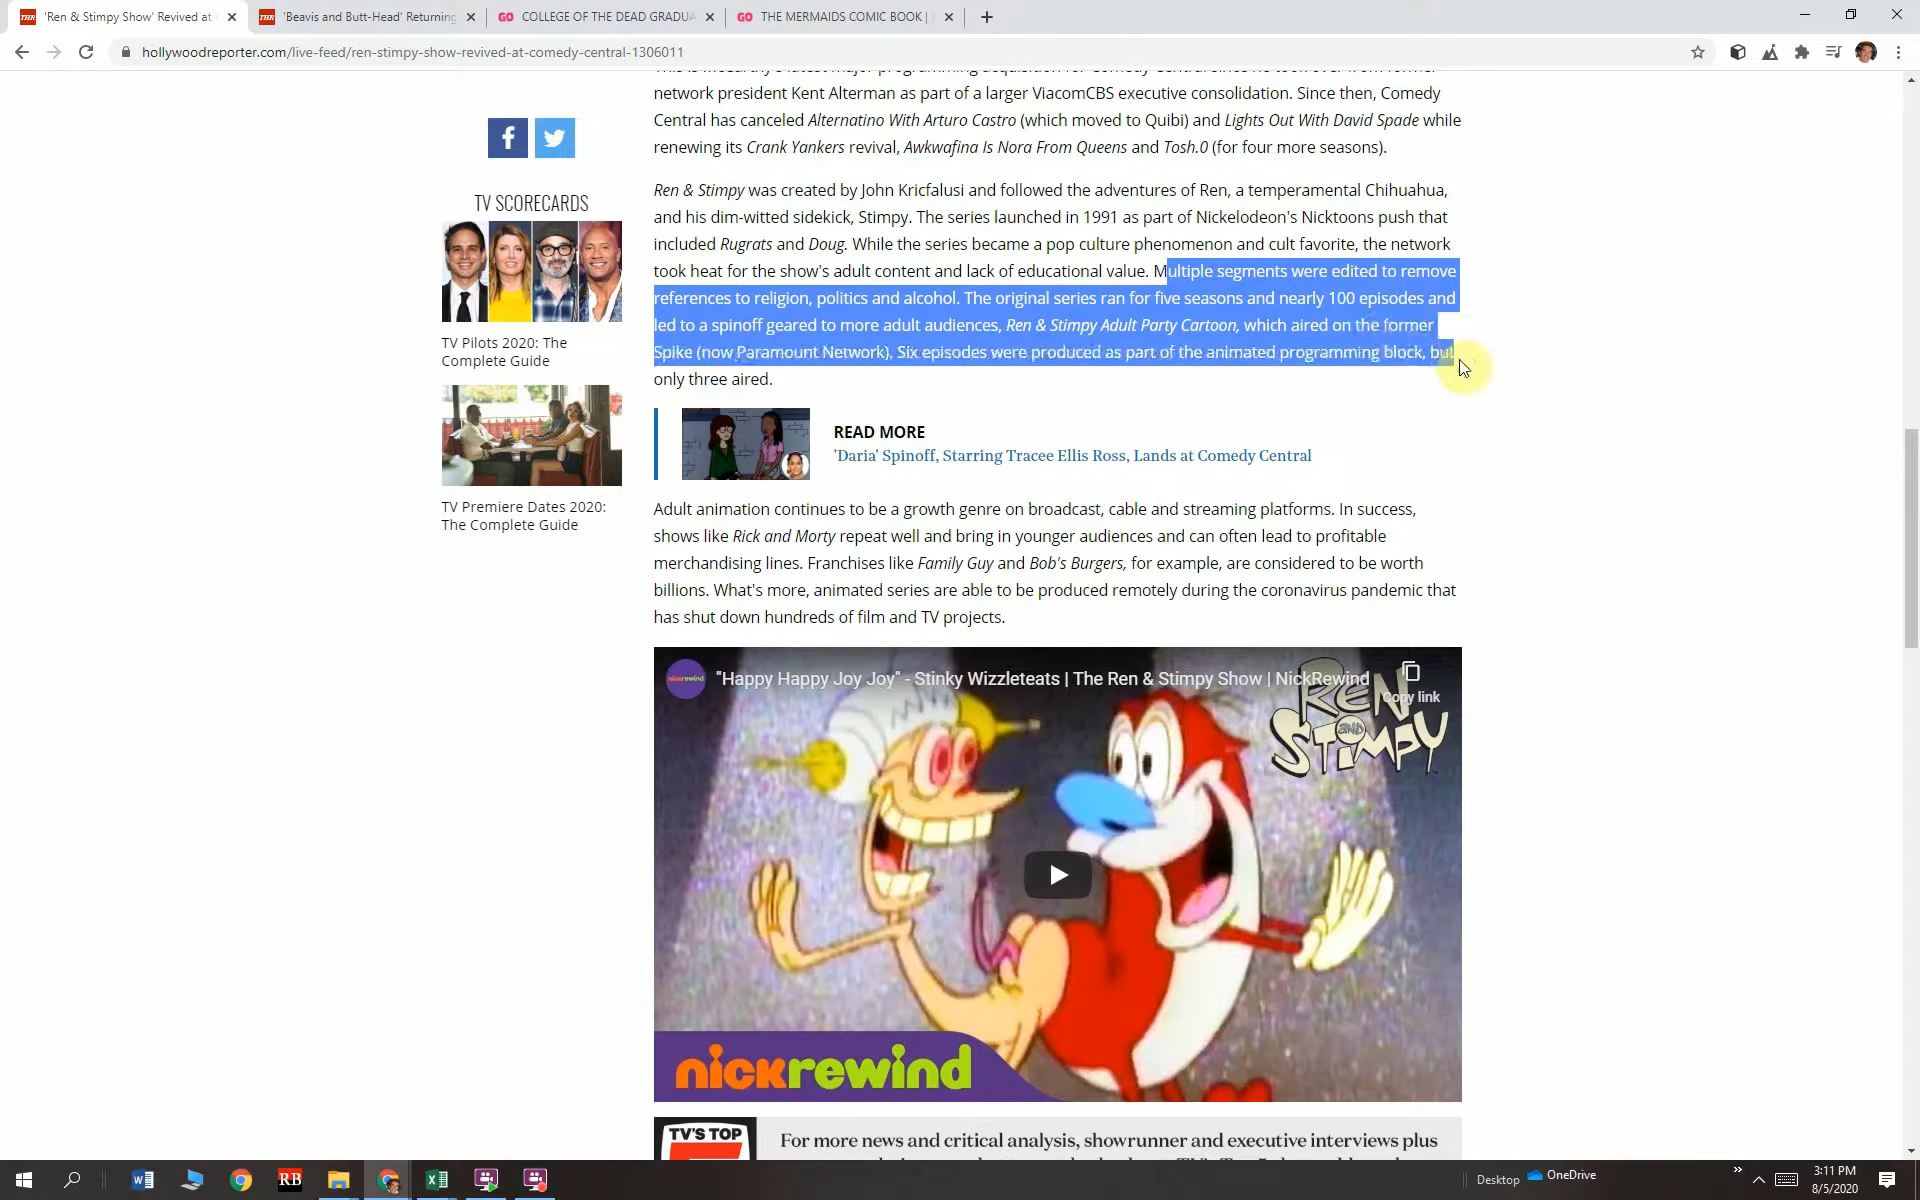 'Ren & Stimpy Show' Revived at
'Beavis and Butt-Head' Returning
COLLEGE OF THE DEAD GRADUA
THE MERMAIDS COMIC BOOK |
hollywoodreporter.com/live-feed/ren-stimpy-show-revived-at-comedy-central-1306011
network president Kent Alterman as part of a larger ViacomCBS executive consolidation. Since then, Comedy
Central has canceled Alternatino With Arturo Castro (which moved to Quibi) and Lights Out With David Spade while
renewing its Crank Yankers revival, Awkwafina Is Nora From Queens and Tosh.0 (for four more seasons).
Ren & Stimpy was created by John Kricfalusi and followed the adventures of Ren, a temperamental Chihuahua,
and his dim-witted sidekick, Stimpy. The series launched in 1991 as part of Nickelodeon's Nicktoons push that
included Rugrats and Doug. While the series became a pop culture phenomenon and cult favorite, the network
took heat for the show's adult content and lack of educational value. Multiple segments were edited to remove
references to religion, politics and alcohol. The original series ran for five seasons and nearly 100 episodes and
led to a spinoff geared to more adult audiences, Ren & Stimpy Adult Party Cartoon, which aired on the former
Spike (now Paramount Network). Six episodes were produced as part of the animated programming block, but
only three aired.
TV SCORECARDS
TV Pilots 2020: The
Complete Guide
TV Premiere Dates 2020:
The Complete Guide
READ MORE
'Daria' Spinoff, Starring Tracee Ellis Ross, Lands at Comedy Central
Adult animation continues to be a growth genre on broadcast, cable and streaming platforms. In success,
shows like Rick and Morty repeat well and bring in younger audiences and can often lead to profitable
merchandising lines. Franchises like Family Guy and Bob's Burgers, for example, are considered to be worth
billions. What's more, animated series are able to be produced remotely during the coronavirus pandemic that
has shut down hundreds of film and TV projects.
"Happy Happy Joy Joy" - Stinky Wizzleteats | The Ren & Stimpy Show | NickRewind
Copy link
REN
AND
STIMPY
nickrewind
TV'S TOP
For more news and critical analysis, showrunner and executive interviews plus
RB
Desktop
OneDrive
3:11 PM
8/5/2020